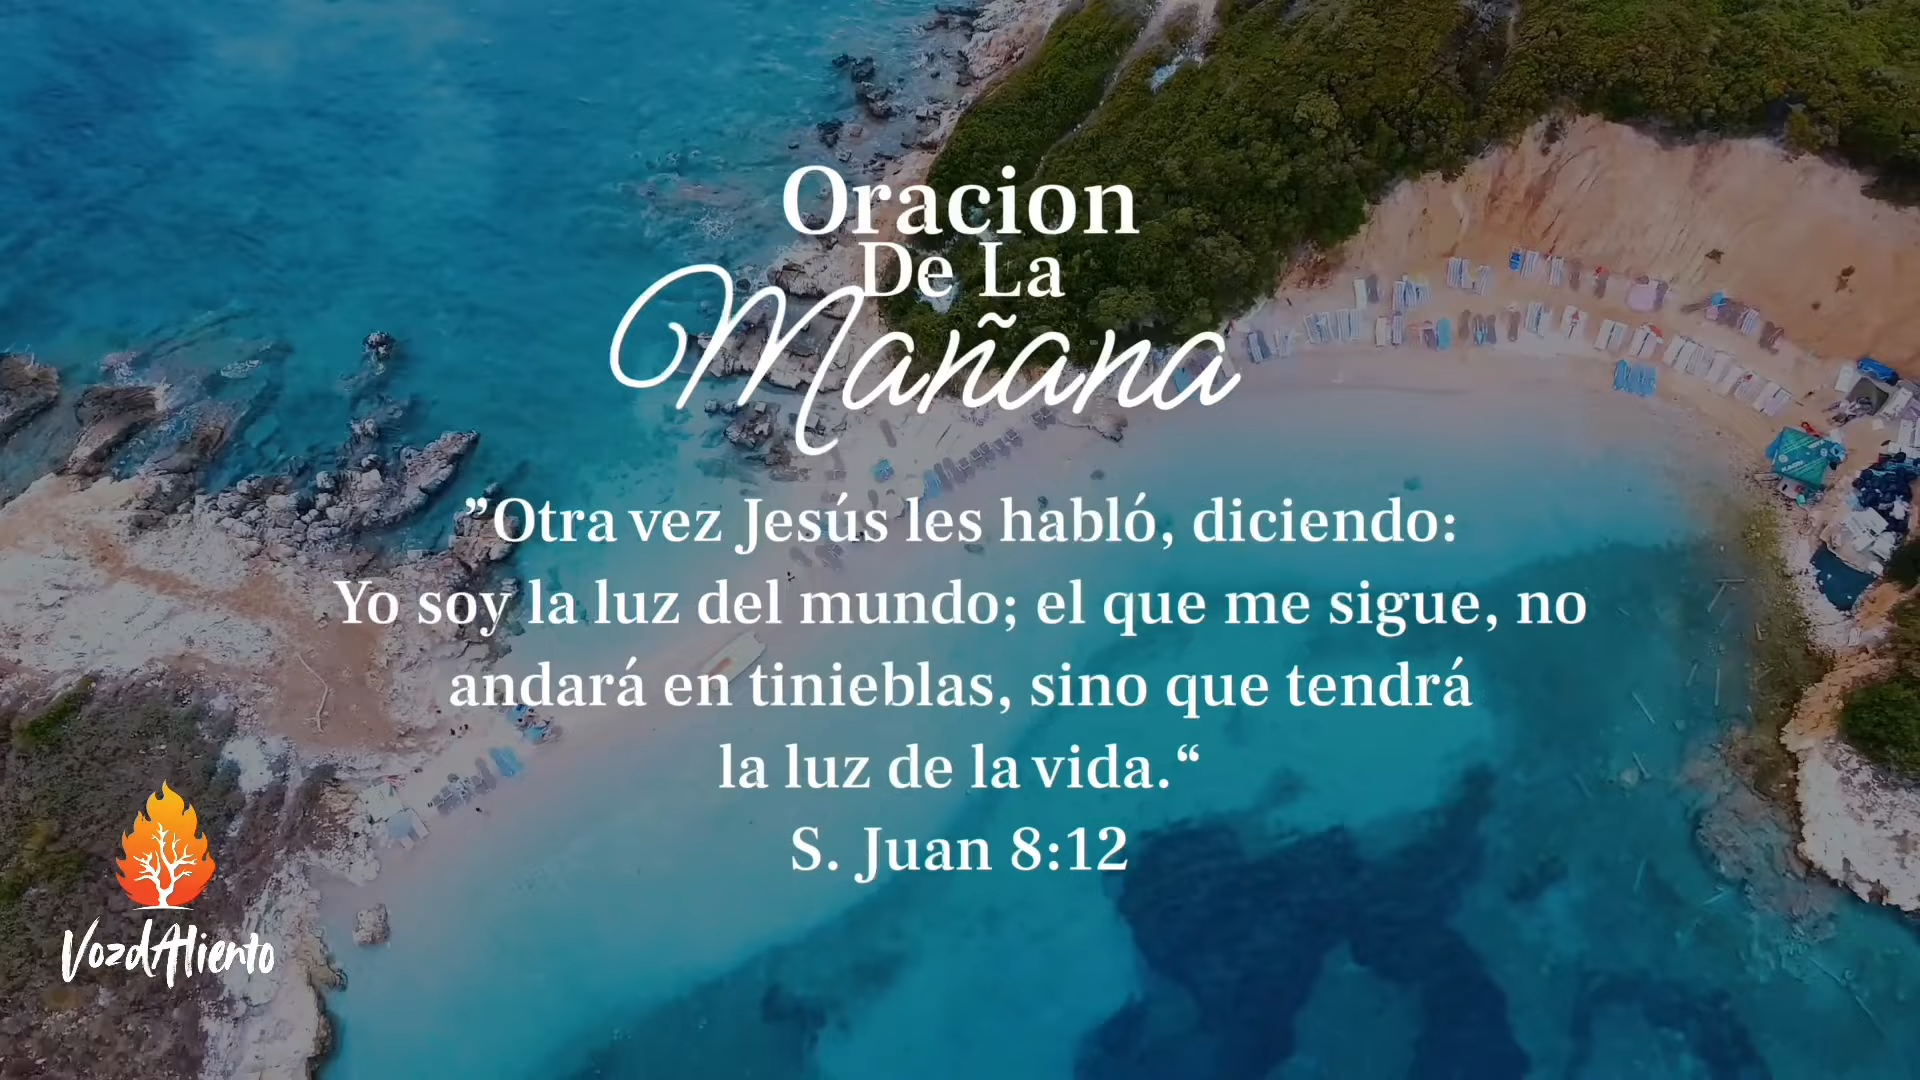 Oracion
De La
Mañana
”Otra vez Jesús les habló, diciendo:
Yo soy la luz del mundo; el que me sigue, no
andará en tinieblas, sino que tendrá
la luz de la vida.“
S. Juan 8:12
VozdAliento